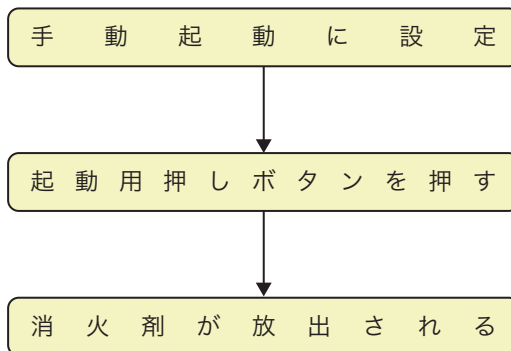 手動起動に設定
起動用押しボタンを押す
消火剤が放出される